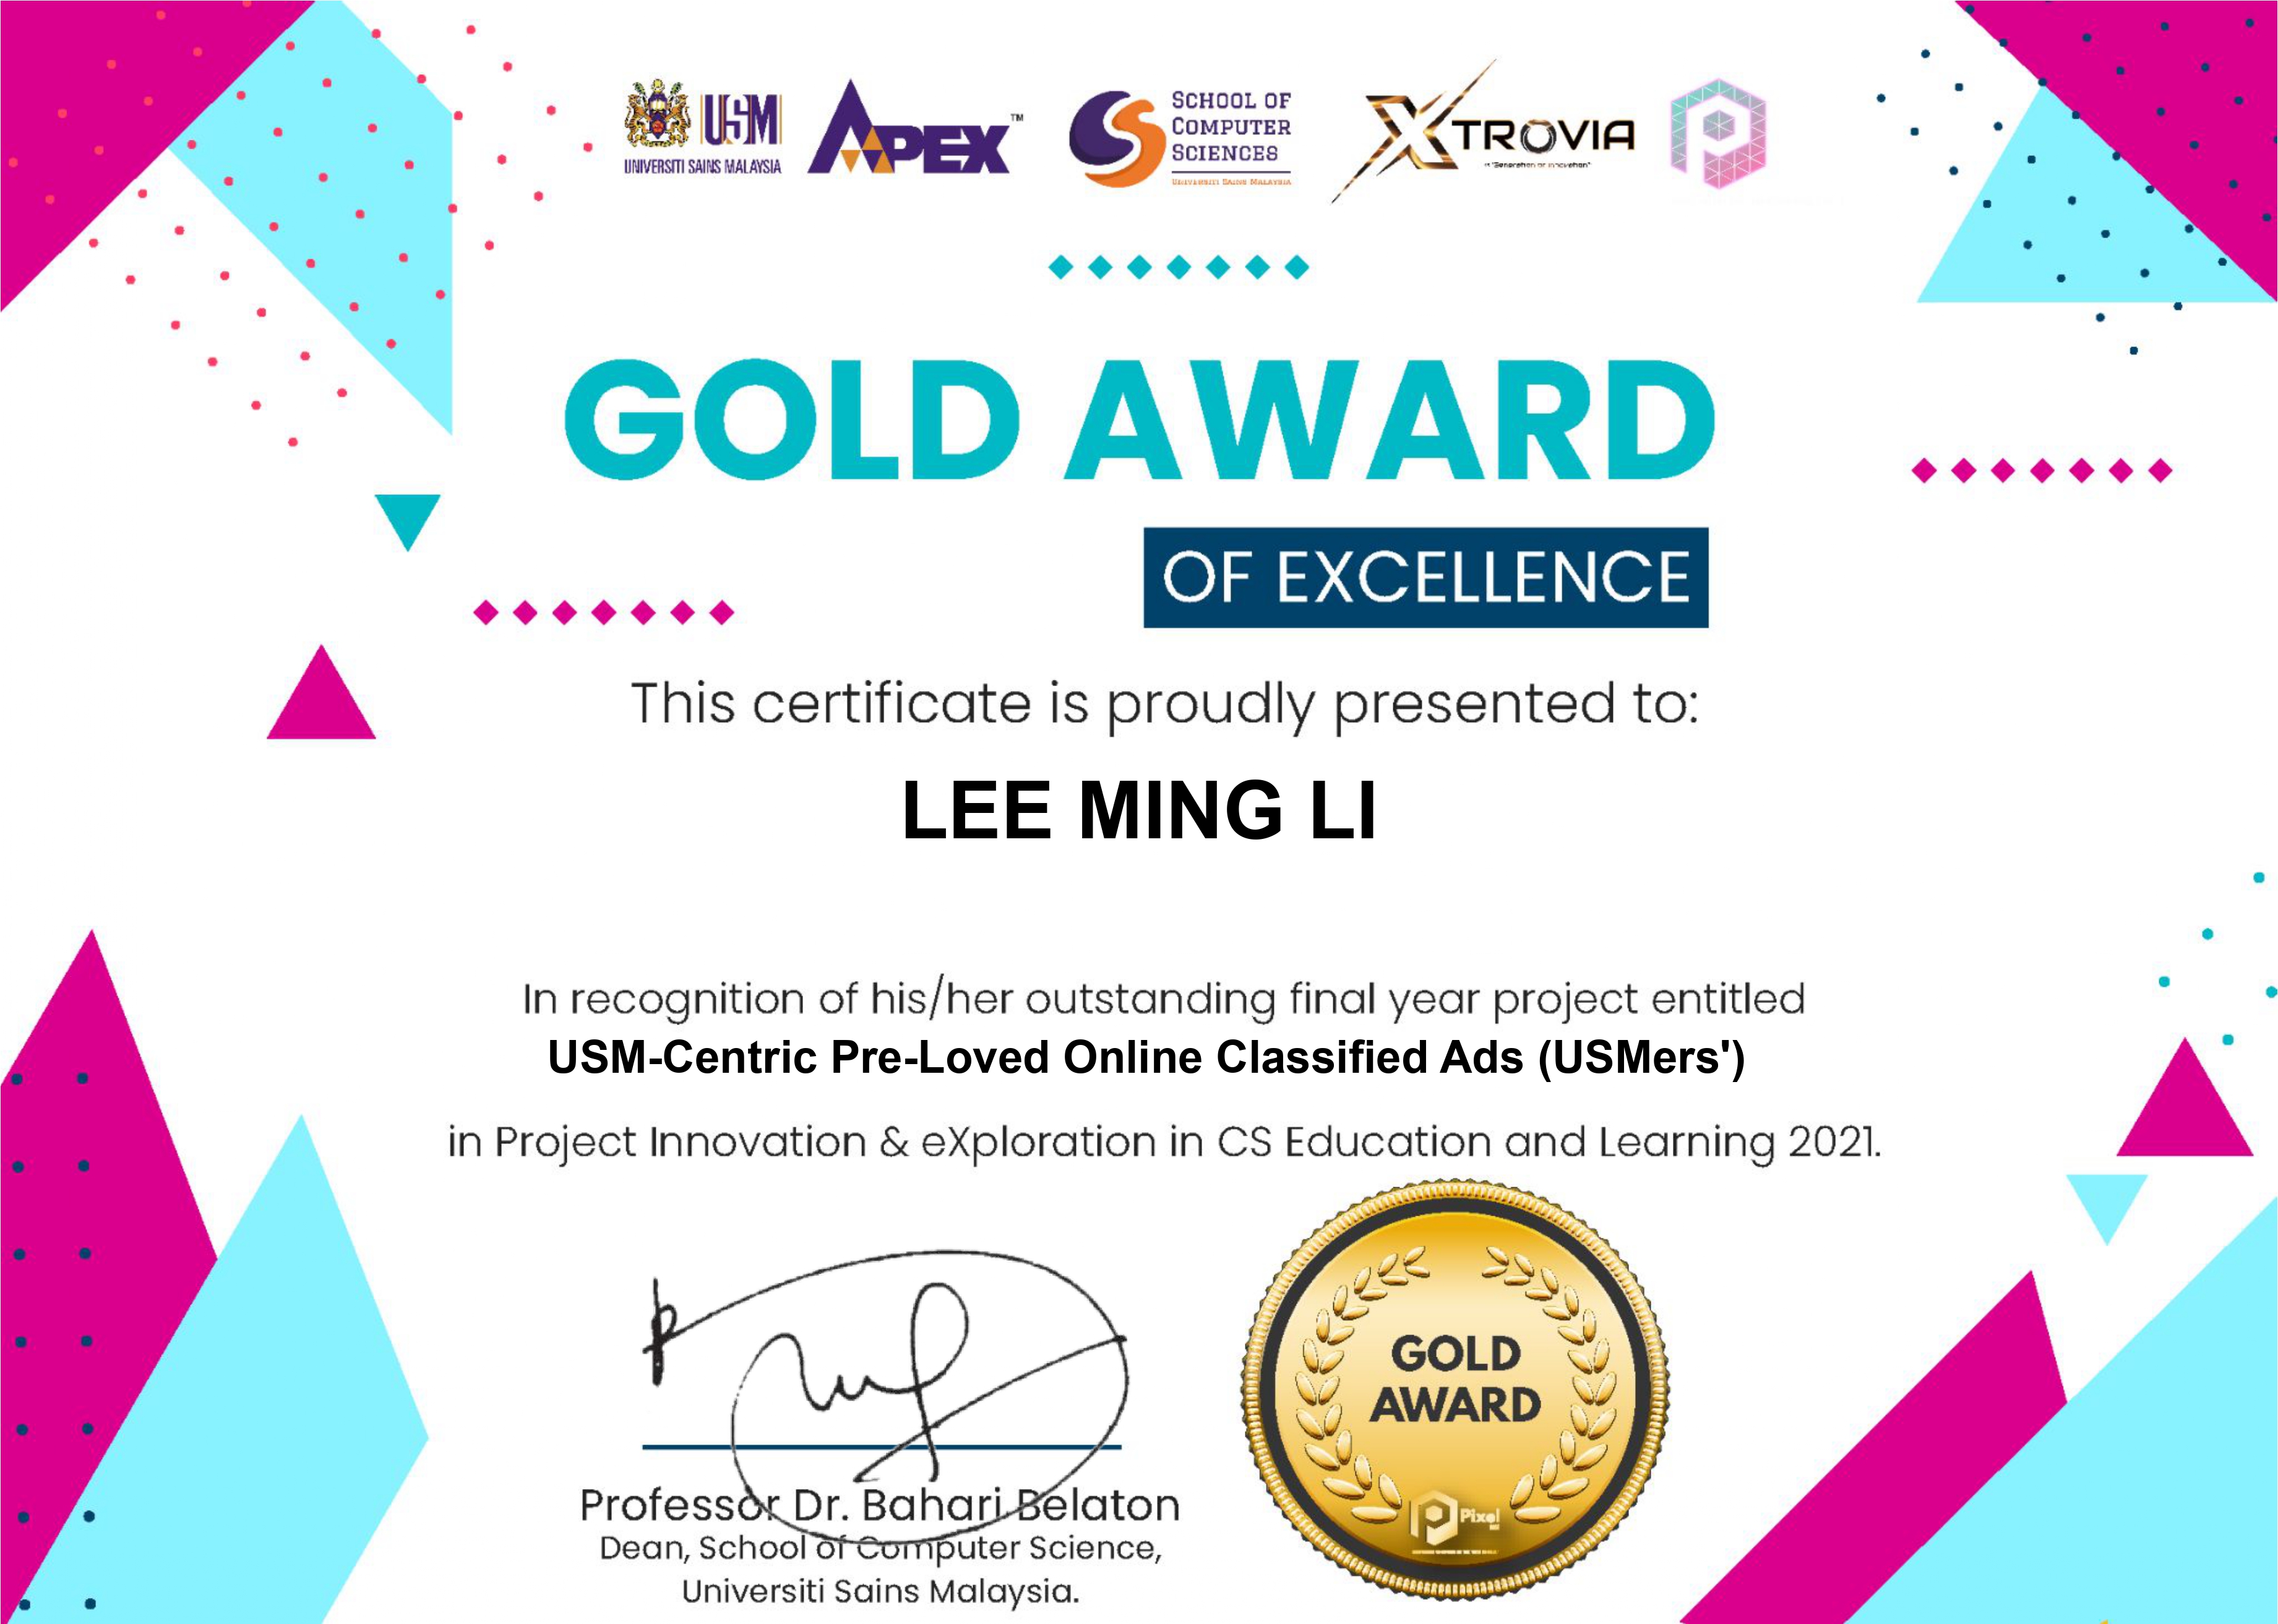 USM
UNIVERSITI SAINS MALAYSIA
APEX™
SCHOOL OF
COMPUTER
SCIENCES
UNIVERSITI SAINS MALAYSIA
XTROVIA
GOLD AWARD
OF EXCELLENCE
This certificate is proudly presented to:
LEE MING LI
In recognition of his/her outstanding final year project entitled
USM-Centric Pre-Loved Online Classified Ads (USMers')
in Project Innovation & eXploration in CS Education and Learning 2021.
GOLD
AWARD
Pixel
Professor Dr. Bahari Belaton
Dean, School of Computer Science,
Universiti Sains Malaysia.